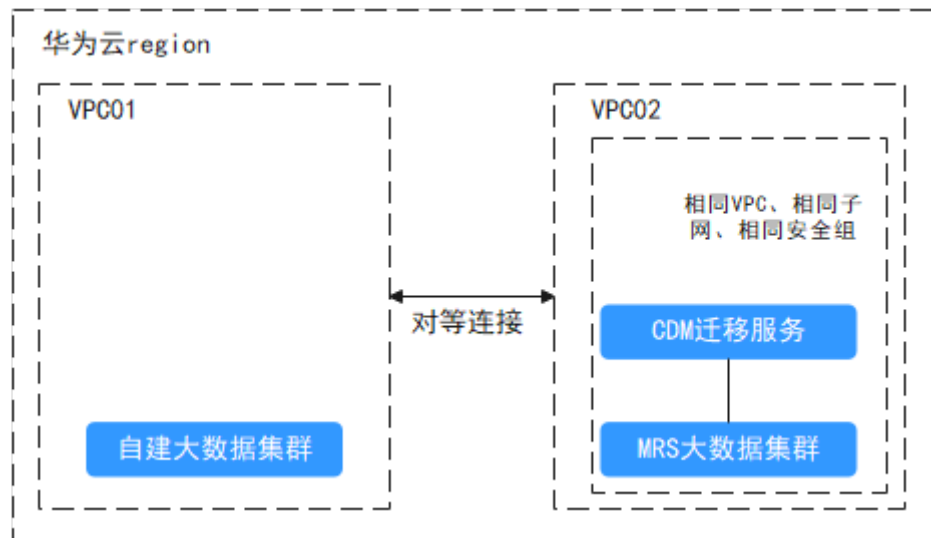 华为云region
VPC01
VPC02
相同VPC、相同子
网、相同安全组
对等连接
CDM迁移服务
自建大数据集群
MRS大数据集群